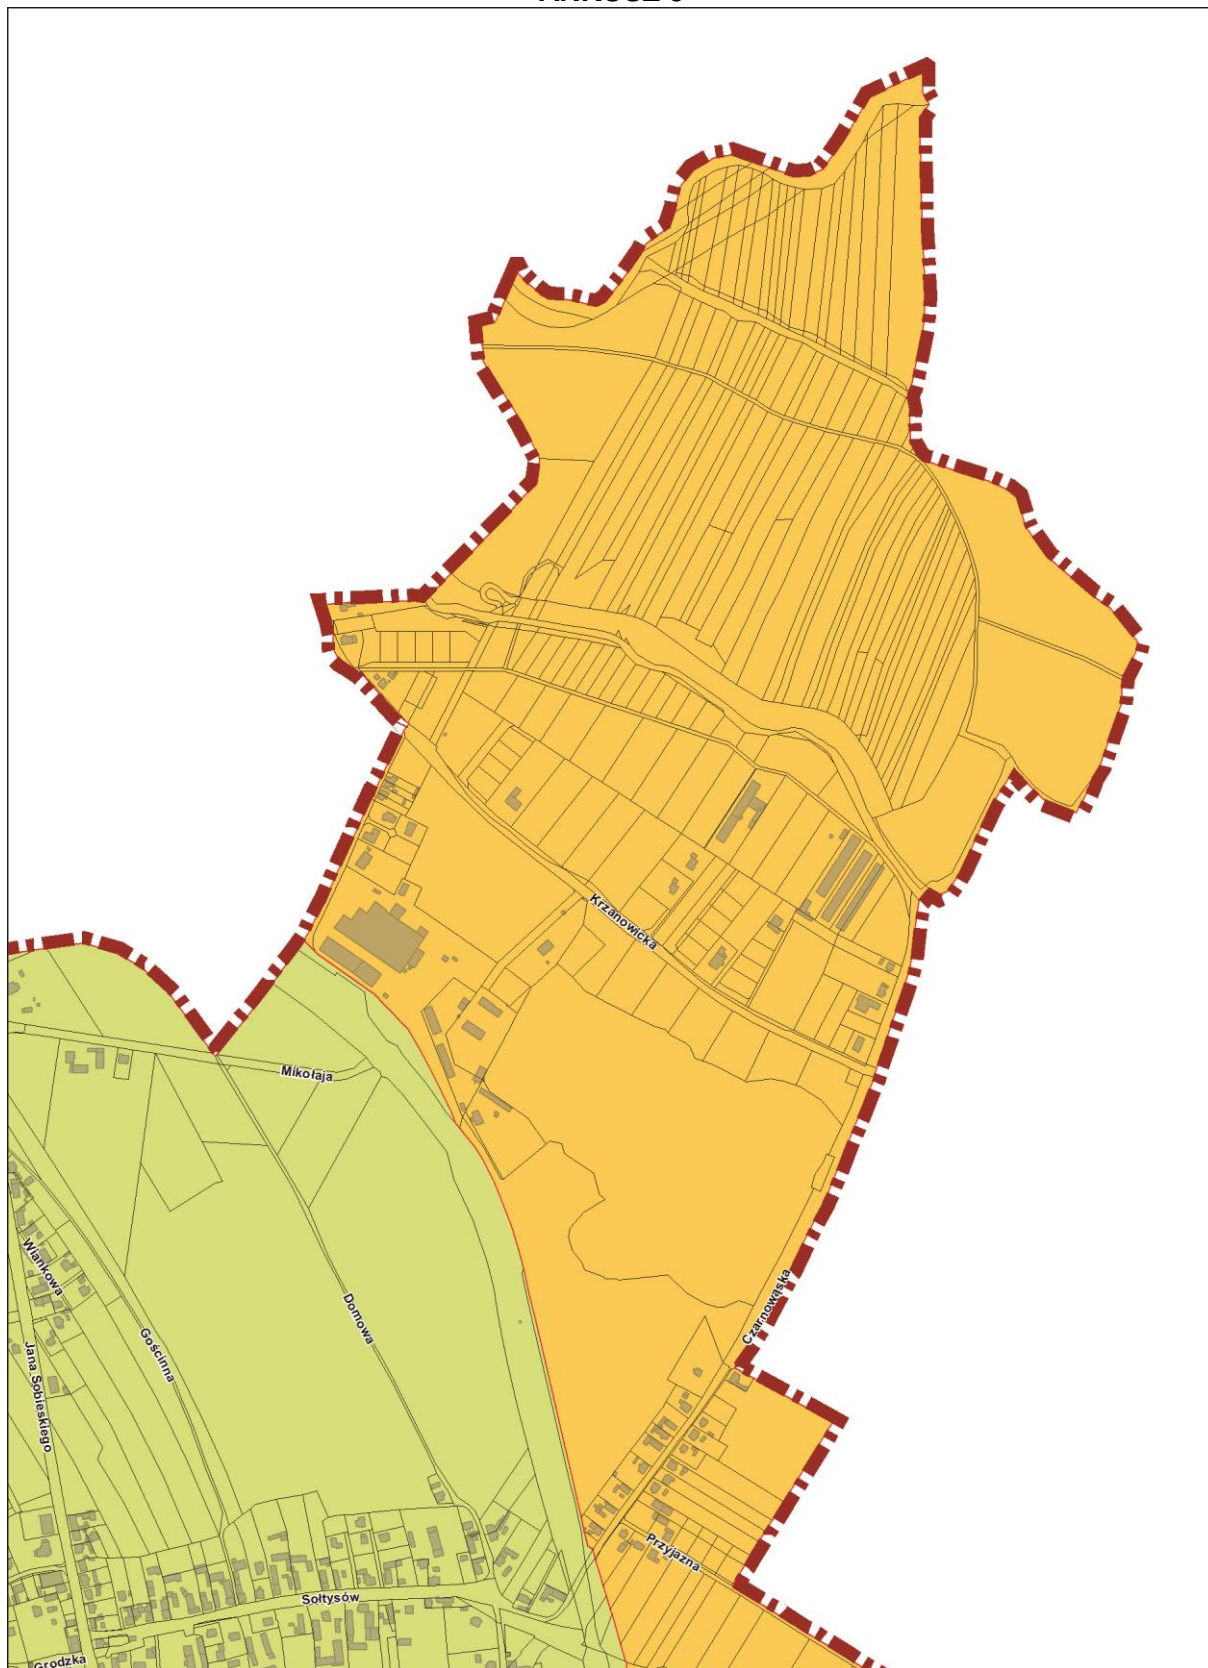 Krzanowicka
Mikołaja
Wiankowa
Gościnna
Domowa
Czarnowąska
Jana Sobieskiego
Przyjazna
Sołtysów
Grodzka